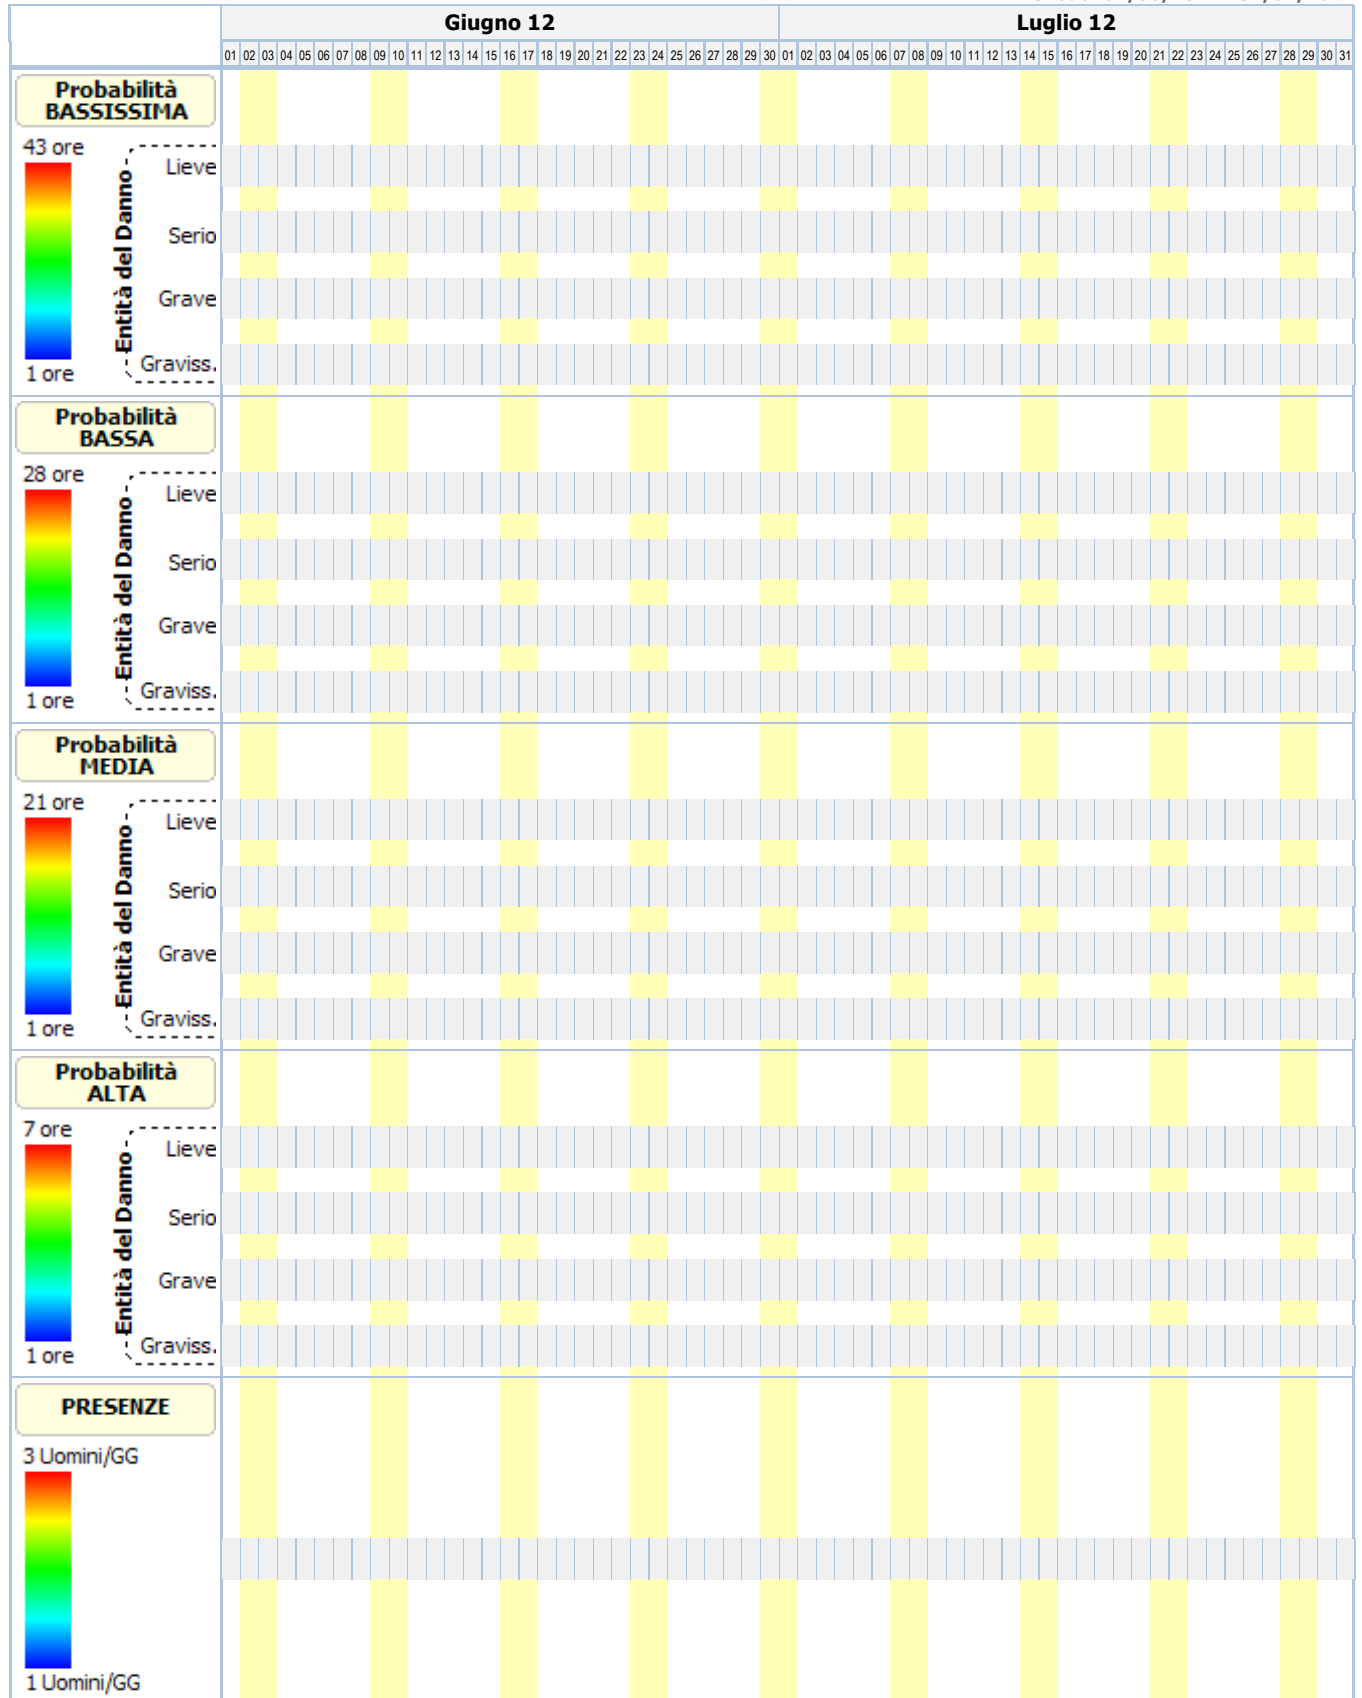 Giugno 12 Luglio 12
01 02 03 04 05 06 07 08 09 10 11 12 13 14 15 16 17 18 19 20 21 22 23 24 25 26 27 28 29 30 01 02 03 04 05 06 07 08 09 10 11 12 13 14 15 16 17 18 19 20 21 22 23 24 25 26 27 28 29 30 31
Probabilità
BASSISSIMA
43 ore
Entità del Danno
Lieve
Serio
Grave
Graviss.
1 ore
Probabilità
BASSA
28 ore
Entità del Danno
Lieve
Serio
Grave
Graviss.
1 ore
Probabilità
MEDIA
21 ore
Entità del Danno
Lieve
Serio
Grave
Graviss.
1 ore
Probabilità
ALTA
7 ore
Entità del Danno
Lieve
Serio
Grave
Graviss.
1 ore
PRESENZE
3 Uomini/GG
1 Uomini/GG